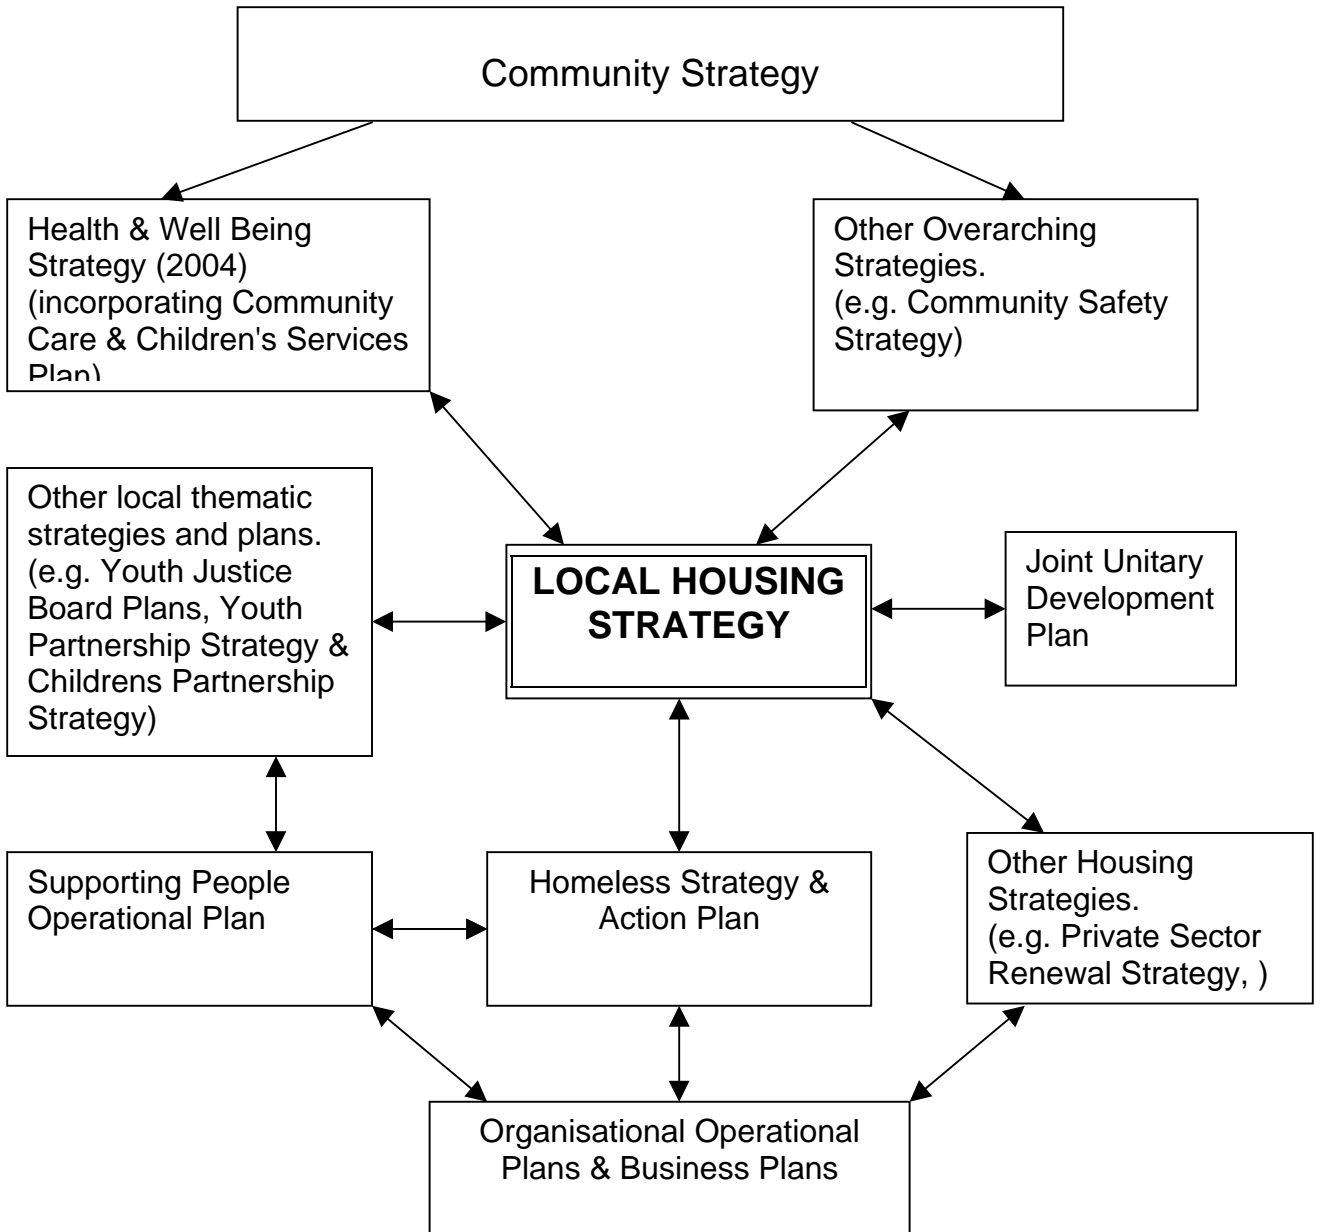 Community Strategy
Health & Well Being
Strategy (2004)
(incorporating Community
Care & Children's Services
Plan)
Other Overarching
Strategies.
(e.g. Community Safety
Strategy)
Other local thematic
strategies and plans.
(e.g. Youth Justice
Board Plans, Youth
Partnership Strategy &
Childrens Partnership
Strategy)
LOCAL HOUSING
STRATEGY
Joint Unitary
Development
Plan
Supporting People
Operational Plan
Homeless Strategy &
Action Plan
Other Housing
Strategies.
(e.g. Private Sector
Renewal Strategy, )
Organisational Operational
Plans & Business Plans